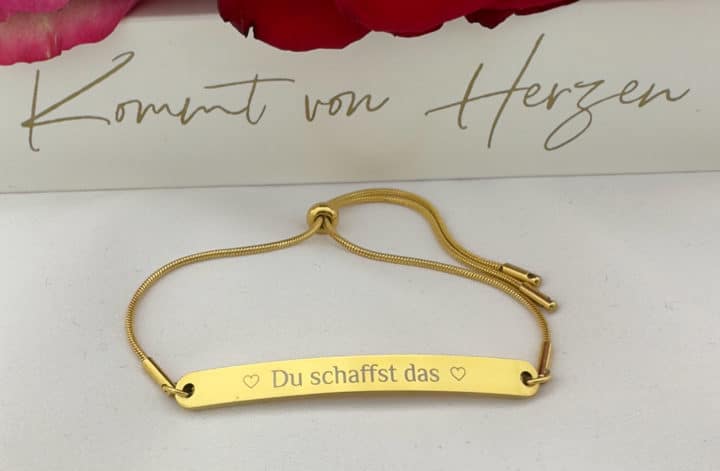 Kommt von Herzen
♡ Du schaffst das ♡